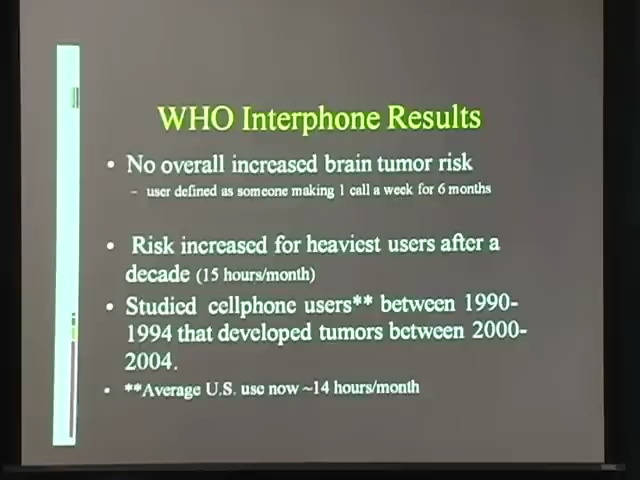 WHO Interphone Results
• No overall increased brain tumor risk
– user defined as someone making 1 call a week for 6 months
• Risk increased for heaviest users after a
decade (15 hours/month)
• Studied cellphone users** between 1990-
1994 that developed tumors between 2000-
2004.
• **Average U.S. use now ~14 hours/month